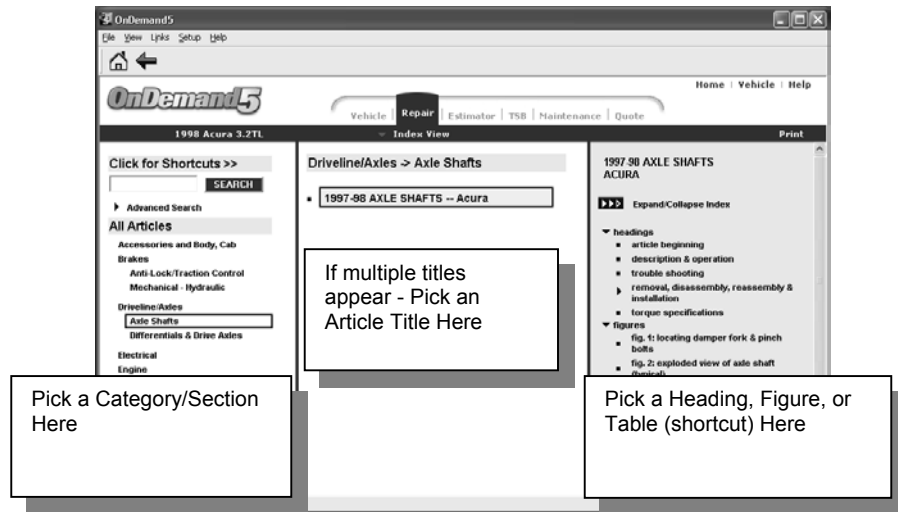 OnDemand5
File View Links Setup Help
OnDemand5
Home | Vehicle | Help
Vehicle | Repair | Estimator | TSB | Maintenance | Quote
1998 Acura 3.2TL
Index View
Print
Click for Shortcuts >>
SEARCH
Advanced Search
All Articles
Accessories and Body, Cab
Brakes
Anti-Lock/Traction Control
Mechanical - Hydraulic
Driveline/Axles
Axle Shafts
Differentials & Drive Axles
Electrical
Engine
Driveline/Axles -> Axle Shafts
1997-98 AXLE SHAFTS -- Acura
If multiple titles
appear - Pick an
Article Title Here
1997-98 AXLE SHAFTS
ACURA
Expand/Collapse Index
headings
article beginning
description & operation
trouble shooting
removal, disassembly, reassembly &
installation
torque specifications
figures
fig. 1: locating damper fork & pinch
bolts
fig. 2: exploded view of axle shaft
(typical)
Pick a Category/Section
Here
Pick a Heading, Figure, or
Table (shortcut) Here